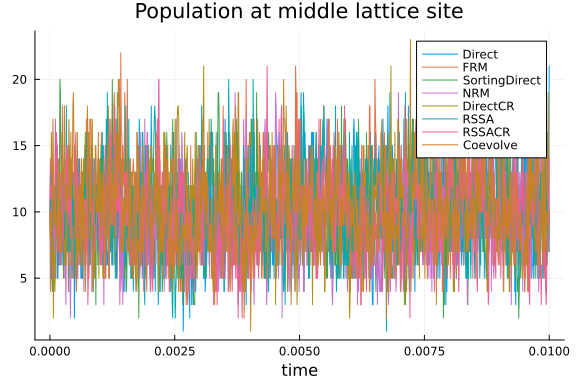 Population at middle lattice site
Direct
FRM
SortingDirect
NRM
DirectCR
RSSA
RSSACR
Coevolve
20
15
10
5
0.0000 0.0025 0.0050 0.0075 0.0100
time